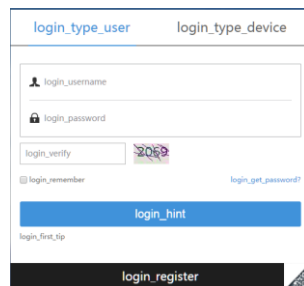 login_type_user login_type_device
login_username
login_password
login_verify 2069
login_remember login_get_password?
login_hint
login_first_tip
login_register